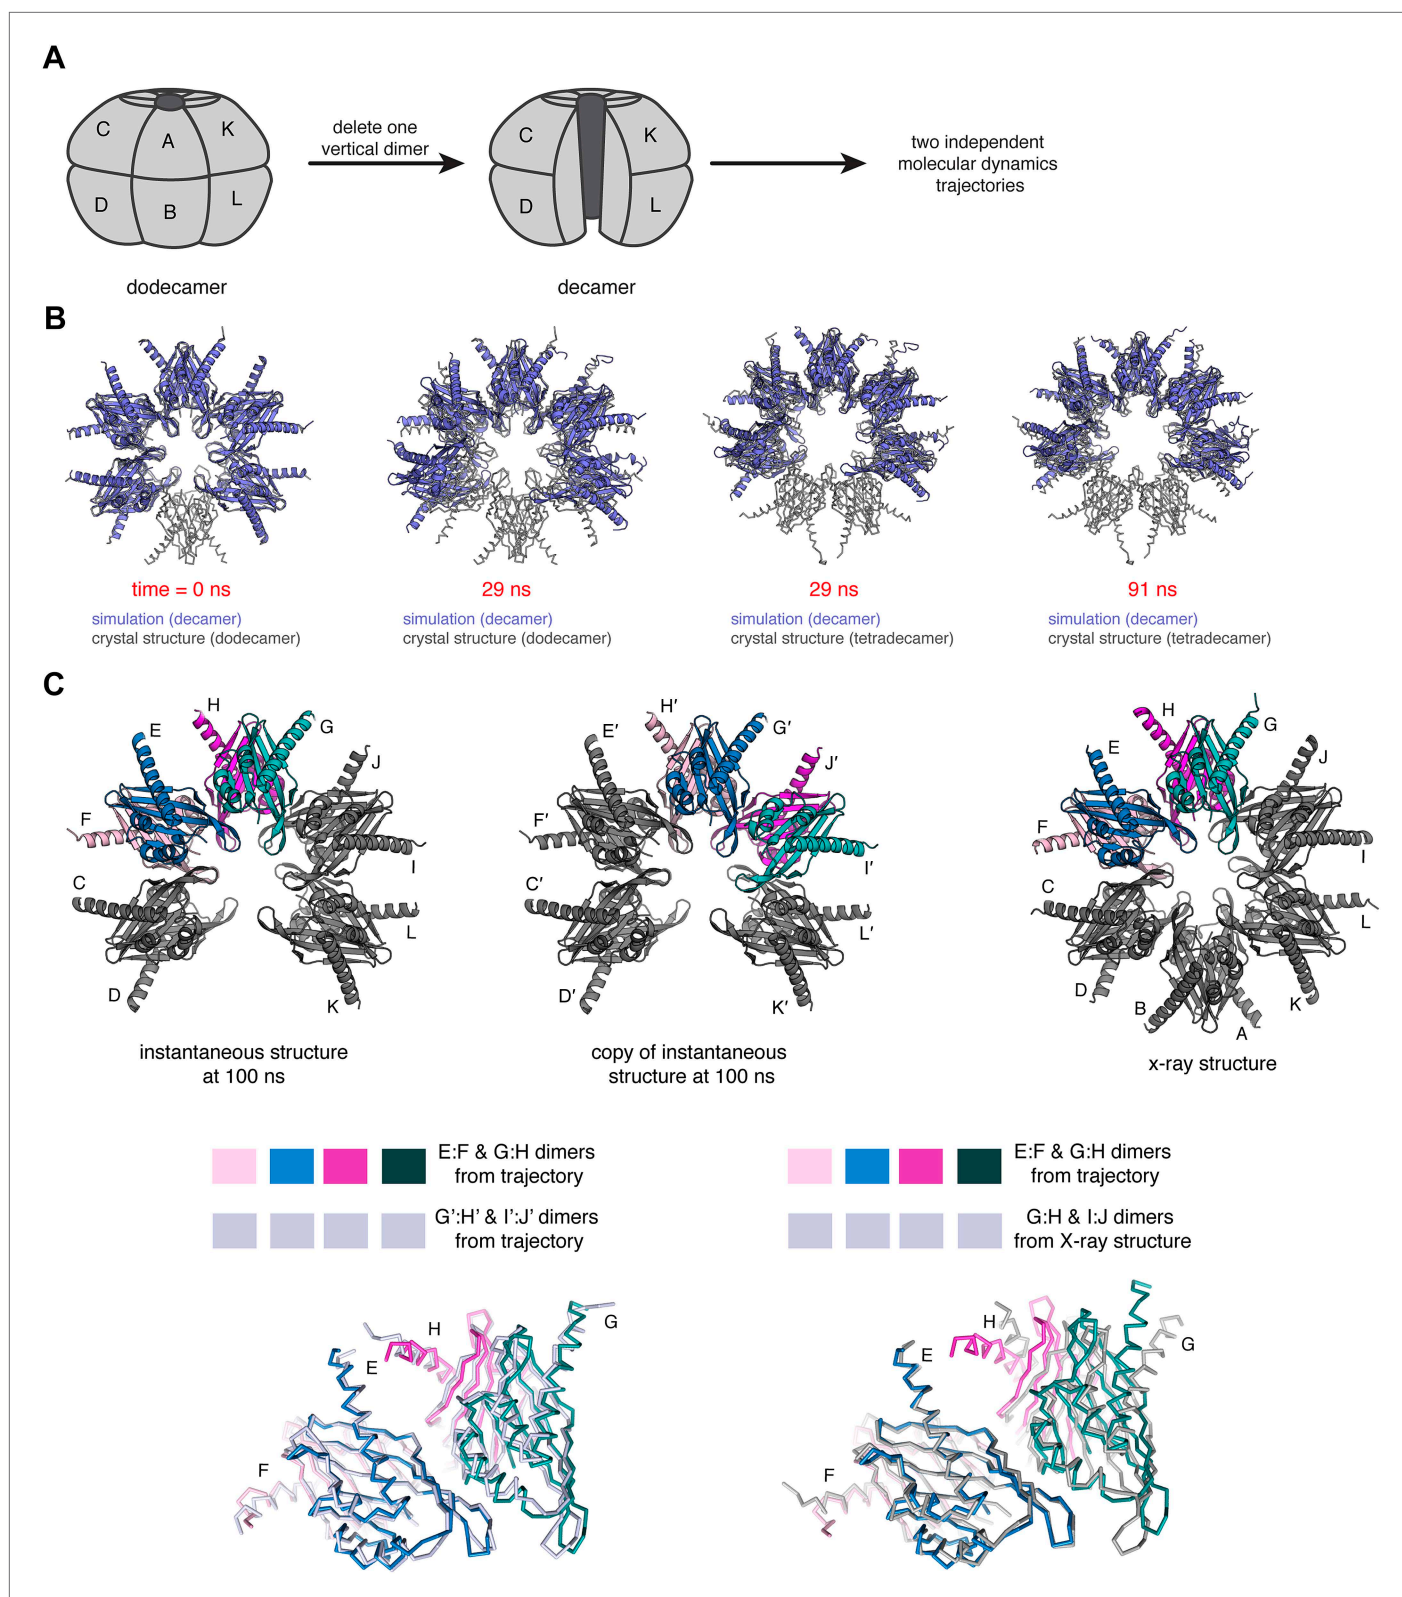 A
C
A
K
D
B
L
dodecamer
delete one
vertical dimer
C
K
D
L
decamer
two independent
molecular dynamics
trajectories
B
time = 0 ns
simulation (decamer)
crystal structure (dodecamer)
29 ns
simulation (decamer)
crystal structure (dodecamer)
29 ns
simulation (decamer)
crystal structure (tetradecamer)
91 ns
simulation (decamer)
crystal structure (tetradecamer)
C
H
G
E
J
F
I
C
L
D
K
instantaneous structure
at 100 ns
H′
G′
E′
J′
F′
I′
C′
L′
D′
K′
copy of instantaneous
structure at 100 ns
H
G
E
J
F
I
C
L
D
K
B
A
x-ray structure
E:F & G:H dimers
from trajectory
G’:H’ & I’:J’ dimers
from trajectory
E:F & G:H dimers
from trajectory
G:H & I:J dimers
from X-ray structure
H
G
E
F
H
G
E
F